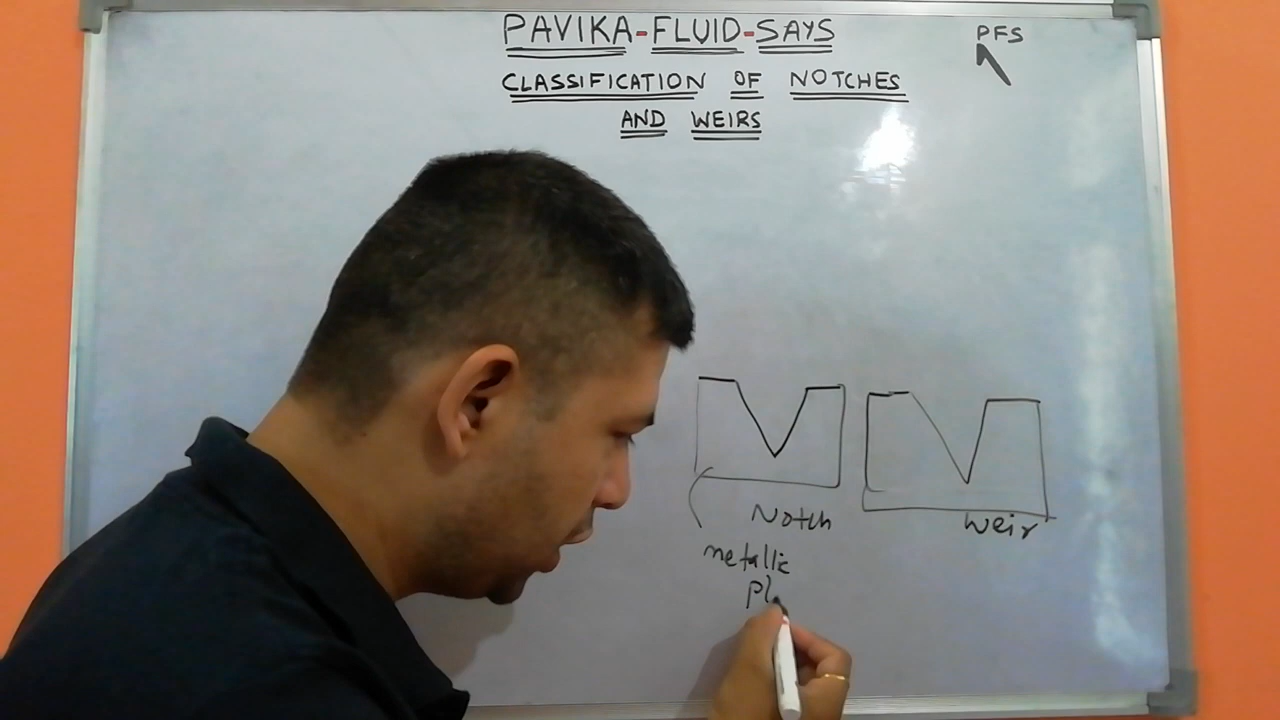 PAVIKA-FLUID-SAYS
PFS
CLASSIFICATION OF NOTCHES
AND WEIRS
Notch
Weir
metallic
Pl